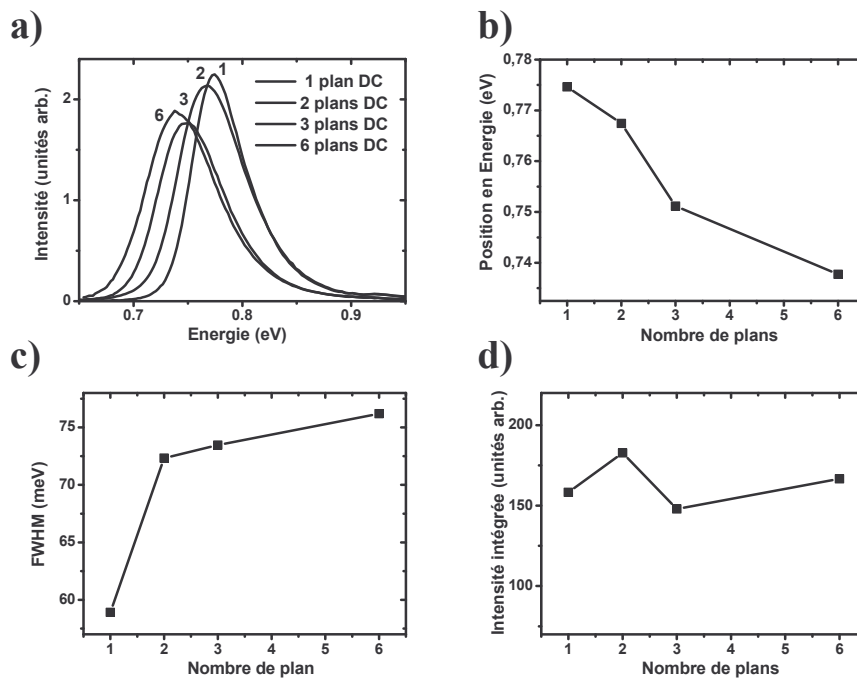 a)
2
1
0
0.7
0.8
0.9
Intensité (unités arb.)
Energie (eV)
6
3
2
1
1 plan DC
2 plans DC
3 plans DC
6 plans DC
b)
0,78
0,77
0,76
0,75
0,74
1
2
3
4
5
6
Position en Energie (eV)
Nombre de plans
c)
75
70
65
60
1
2
3
4
5
6
FWHM (meV)
Nombre de plan
d)
200
150
100
1
2
3
4
5
6
Intensité intégrée (unités arb.)
Nombre de plans